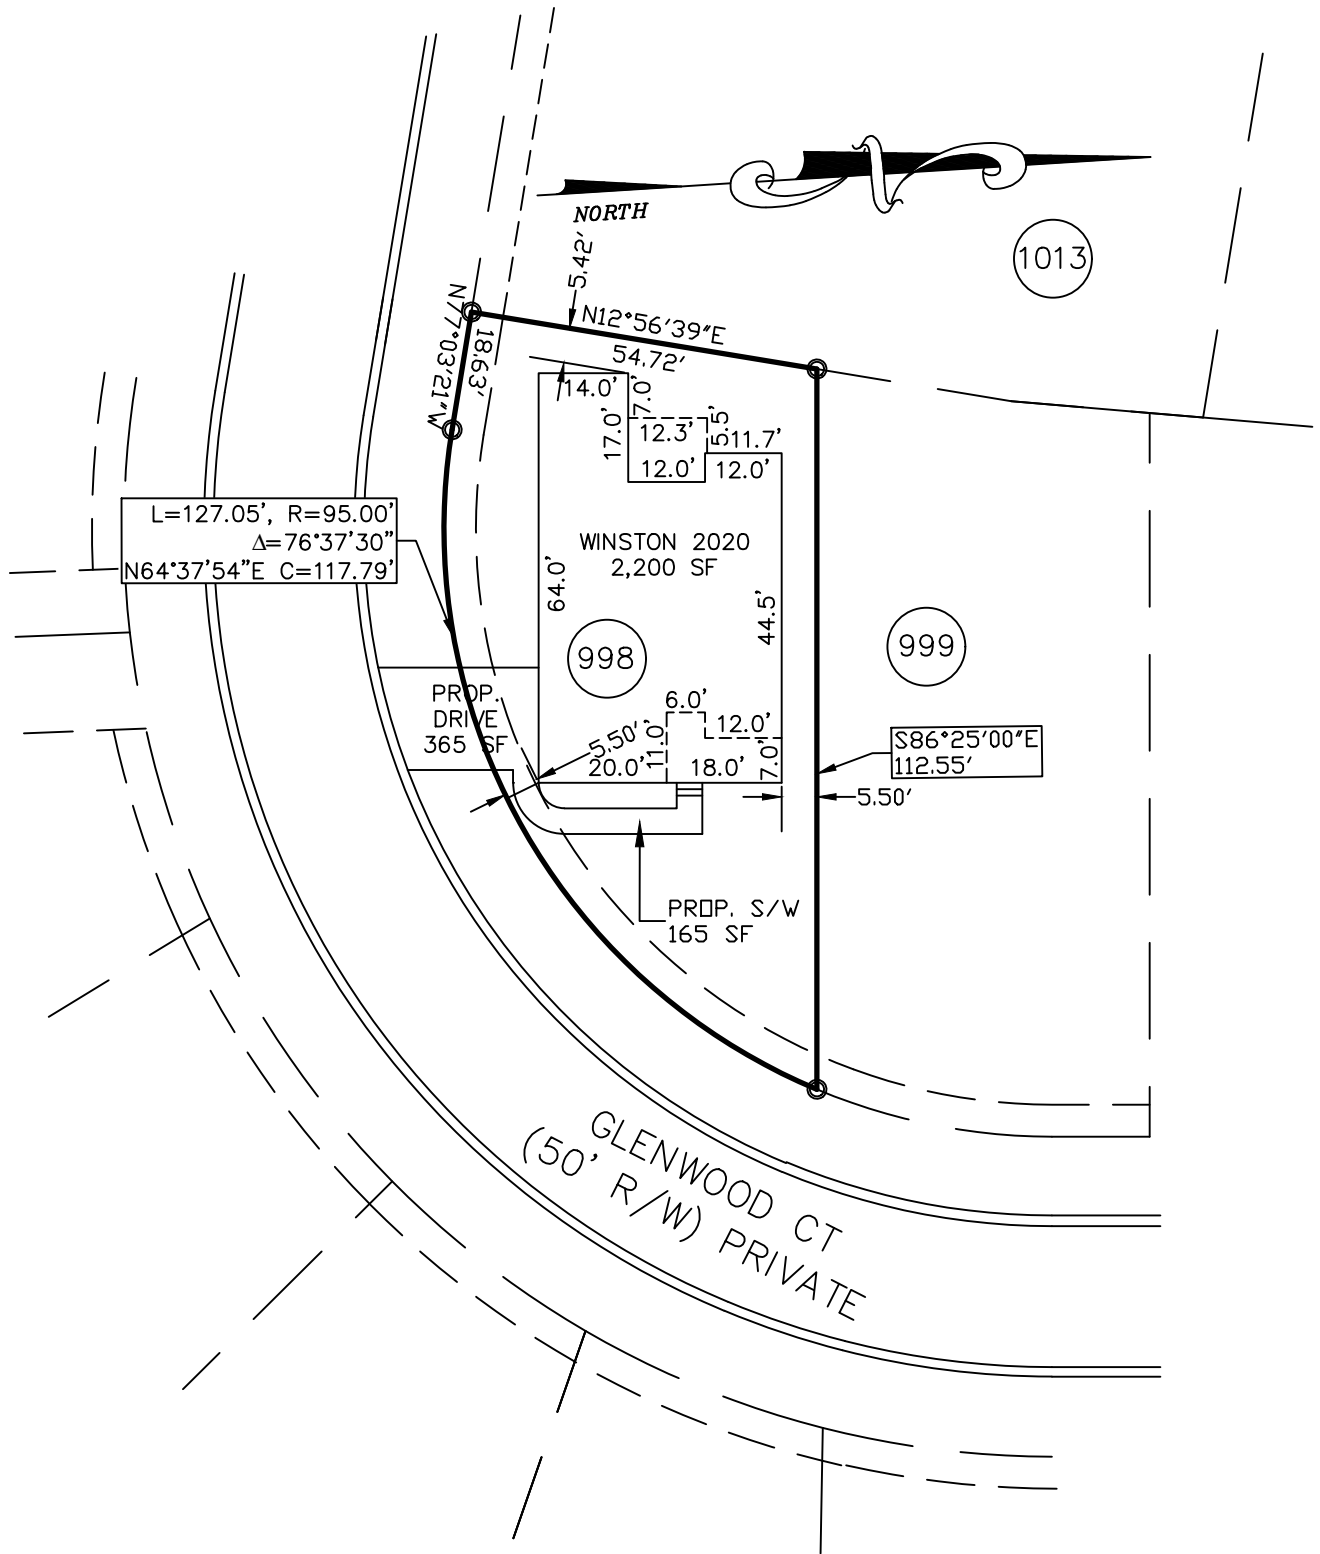 NORTH
1013
5.42'
N12°56'39"E
54.72'
N77°03'21"W
18.63'
14.0'
7.0'
17.0'
12.3'
5.5'
11.7'
12.0'
12.0'
L=127.05', R=95.00'
Δ=76°37'30"
N64°37'54"E C=117.79'
WINSTON 2020
2,200 SF
64.0'
44.5'
998
999
PROP.
DRIVE
365 SF
6.0'
12.0'
5.50'
11.0'
20.0'
18.0'
7.0'
S86°25'00"E
112.55'
5.50'
PROP. S/W
165 SF
GLENWOOD CT
(50' R/W) PRIVATE